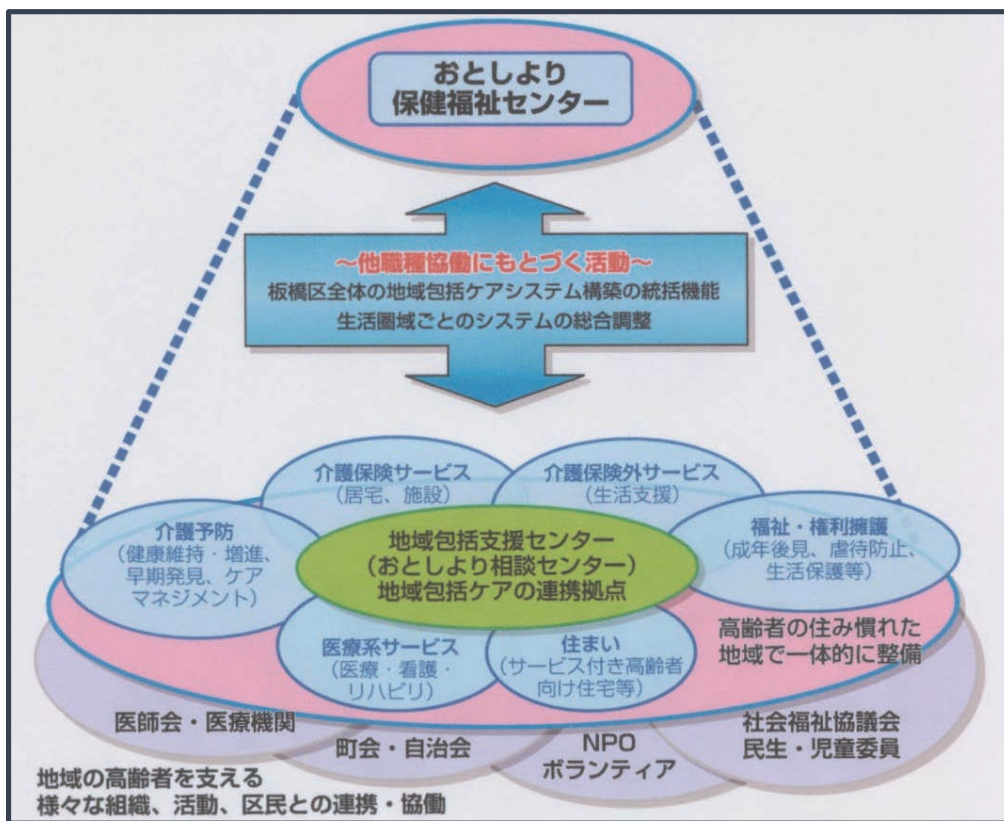 おとしより
保健福祉センター
～他職種協働にもとづく活動～
板橋区全体の地域包括ケアシステム構築の統括機能
生活圏域ごとのシステムの総合調整
介護保険サービス
(居宅、施設)
介護保険外サービス
(生活支援)
介護予防
(健康維持・増進、
早期発見、ケア
マネジメント)
地域包括支援センター
(おとしより相談センター)
地域包括ケアの連携拠点
福祉・権利擁護
(成年後見、虐待防止、
生活保護等)
医療系サービス
(医療・看護・
リハビリ)
住まい
(サービス付き高齢者
向け住宅等)
高齢者の住み慣れた
地域で一体的に整備
医師会・医療機関
町会・自治会
NPO
ボランティア
社会福祉協議会
民生・児童委員
地域の高齢者を支える
様々な組織、活動、区民との連携・協働